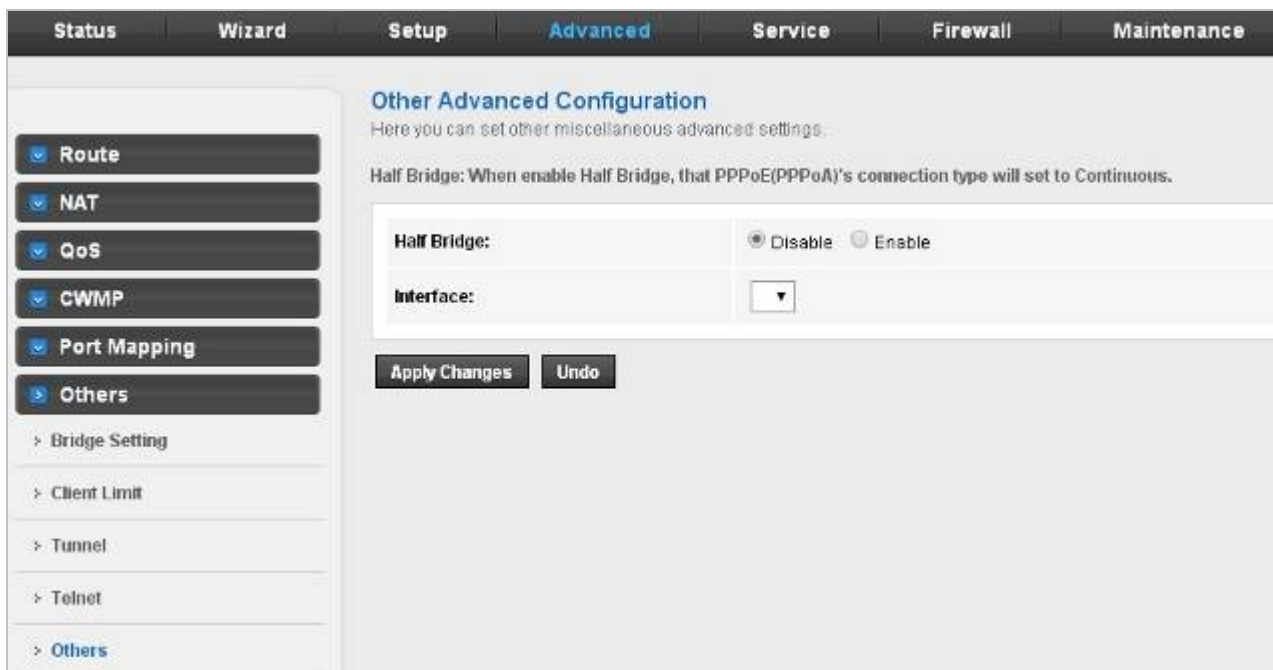 Status Wizard Setup Advanced Service Firewall Maintenance
Route
NAT
QoS
CWMP
Port Mapping
Others
Bridge Setting
Client Limit
Tunnel
Telnet
Others
Other Advanced Configuration
Here you can set other miscellaneous advanced settings.
Half Bridge: When enable Half Bridge, that PPPoE(PPPoA)'s connection type will set to Continuous.
Half Bridge: Disable Enable
Interface:
Apply Changes Undo